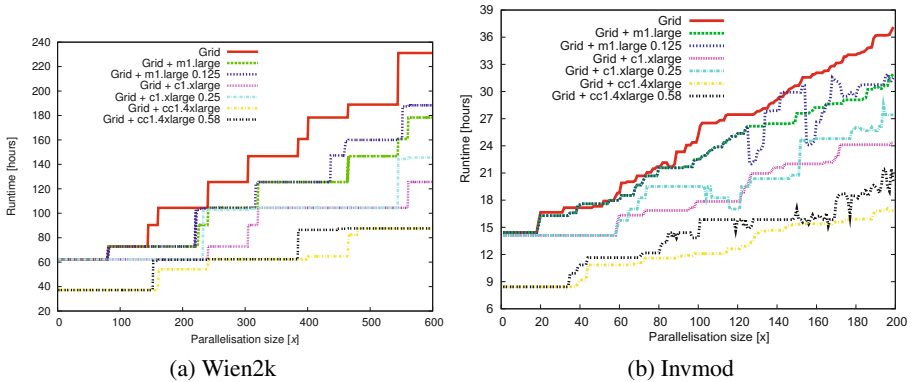 240
220
200
180
160
140
120
100
80
60
40
20
Runtime [hours]
0 100 200 300 400 500 600
Parallelisation size [x]
Grid
Grid + m1.large
Grid + m1.large 0.125
Grid + c1.xlarge
Grid + c1.xlarge 0.25
Grid + cc1.4xlarge
Grid + cc1.4xlarge 0.58
(a) Wien2k
39
36
33
30
27
24
21
18
15
12
9
6
Runtime [hours]
0 20 40 60 80 100 120 140 160 180 200
Parallelisation size [x]
Grid
Grid + m1.large
Grid + m1.large 0.125
Grid + c1.xlarge
Grid + c1.xlarge 0.25
Grid + cc1.4xlarge
Grid + cc1.4xlarge 0.58
(b) Invmod